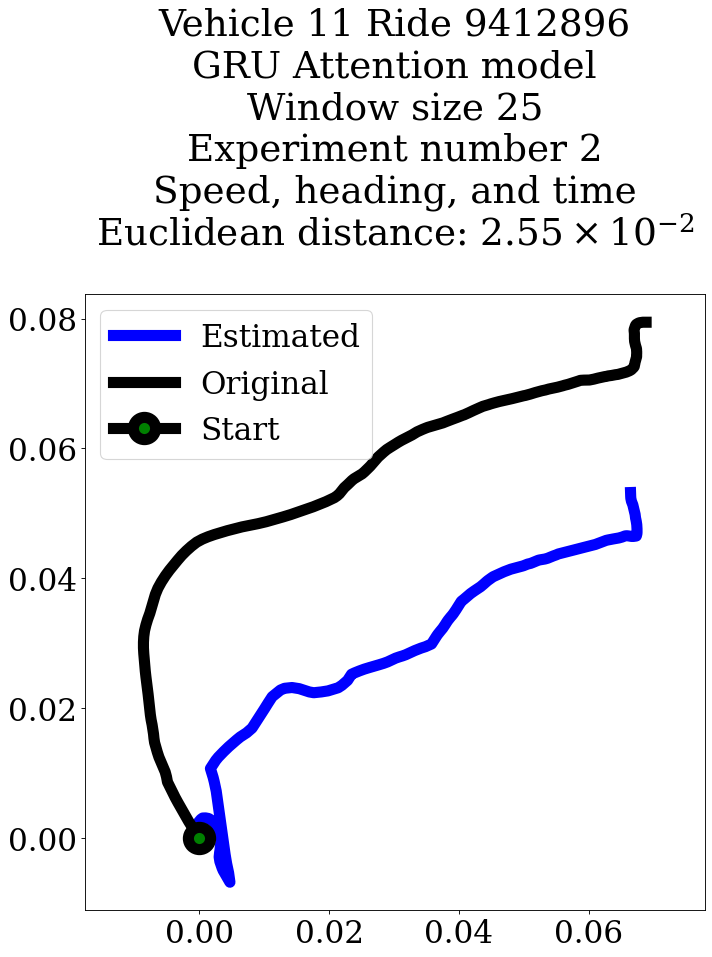 Vehicle 11 Ride 9412896
GRU Attention model
Window size 25
Experiment number 2
Speed, heading, and time
Euclidean distance: 2.55 × 10⁻²
Estimated
Original
Start
0.08
0.06
0.04
0.02
0.00
0.00 0.02 0.04 0.06